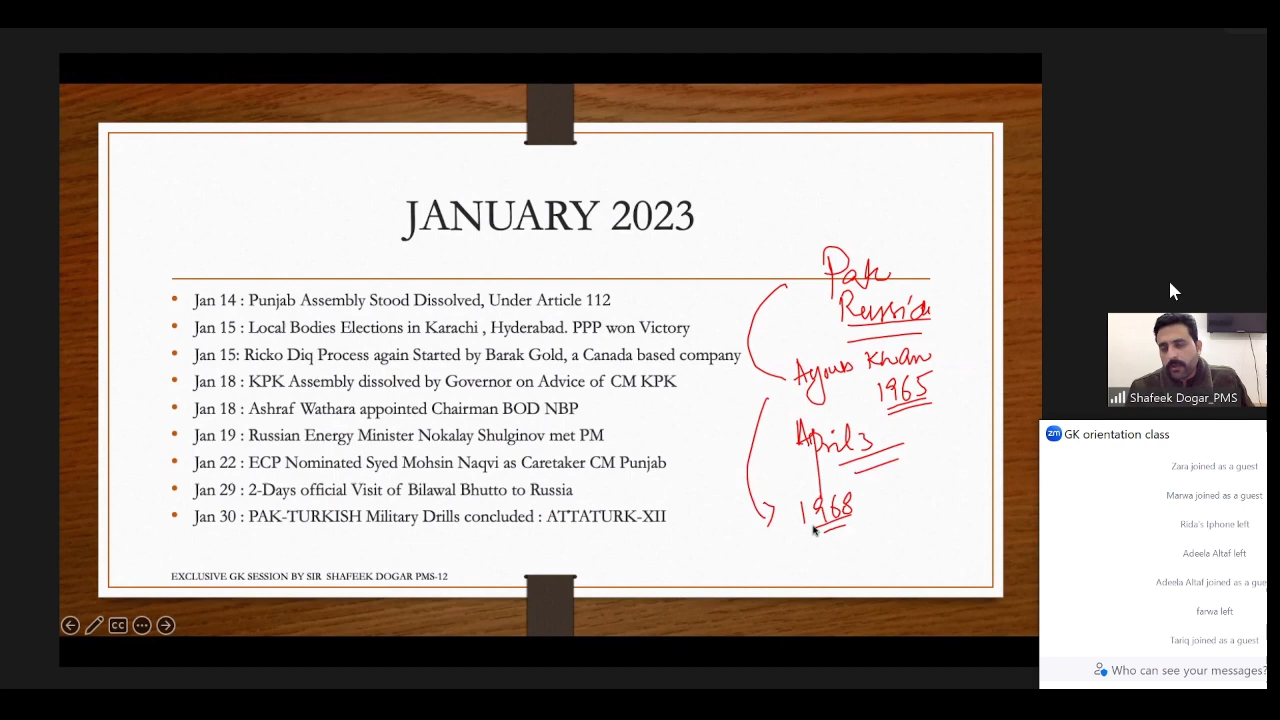 JANUARY 2023
• Jan 14 : Punjab Assembly Stood Dissolved, Under Article 112
• Jan 15 : Local Bodies Elections in Karachi , Hyderabad. PPP won Victory
• Jan 15: Ricko Diq Process again Started by Barak Gold, a Canada based company
• Jan 18 : KPK Assembly dissolved by Governor on Advice of CM KPK
• Jan 18 : Ashraf Wathara appointed Chairman BOD NBP
• Jan 19 : Russian Energy Minister Nokalay Shulginov met PM
• Jan 22 : ECP Nominated Syed Mohsin Naqvi as Caretaker CM Punjab
• Jan 29 : 2-Days official Visit of Bilawal Bhutto to Russia
• Jan 30 : PAK-TURKISH Military Drills concluded : ATTATURK-XII
EXCLUSIVE GK SESSION BY SIR SHAFEEK DOGAR PMS-12
Pak
Russia
Ayoub Khan
1965
April 3
1968
CC
Shafeek Dogar_PMS
zm GK orientation class
Zara joined as a guest
Marwa joined as a guest
Rida's Iphone left
Adeela Altaf left
Adeela Altaf joined as a gue
farwa left
Tariq joined as a guest
Who can see your messages?